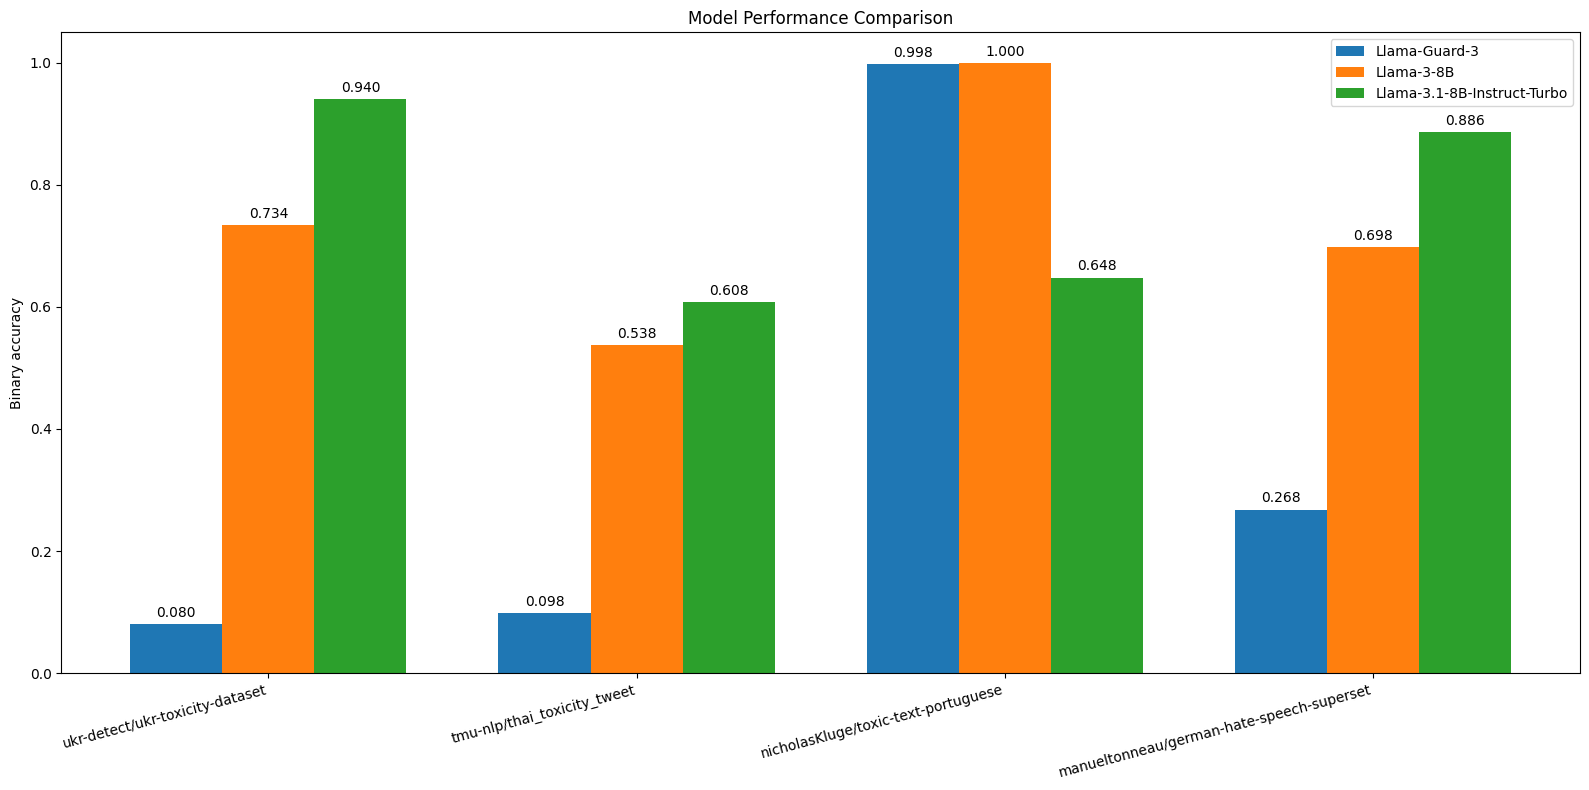 Model Performance Comparison
Llama-Guard-3
Llama-3-8B
Llama-3.1-8B-Instruct-Turbo
Binary accuracy
1.0
0.8
0.6
0.4
0.2
0.0
0.080
0.734
0.940
0.098
0.538
0.608
0.998
1.000
0.648
0.268
0.698
0.886
ukr-detect/ukr-toxicity-dataset
tmu-nlp/thai_toxicity_tweet
nicholasKluge/toxic-text-portuguese
manueltonneau/german-hate-speech-superset